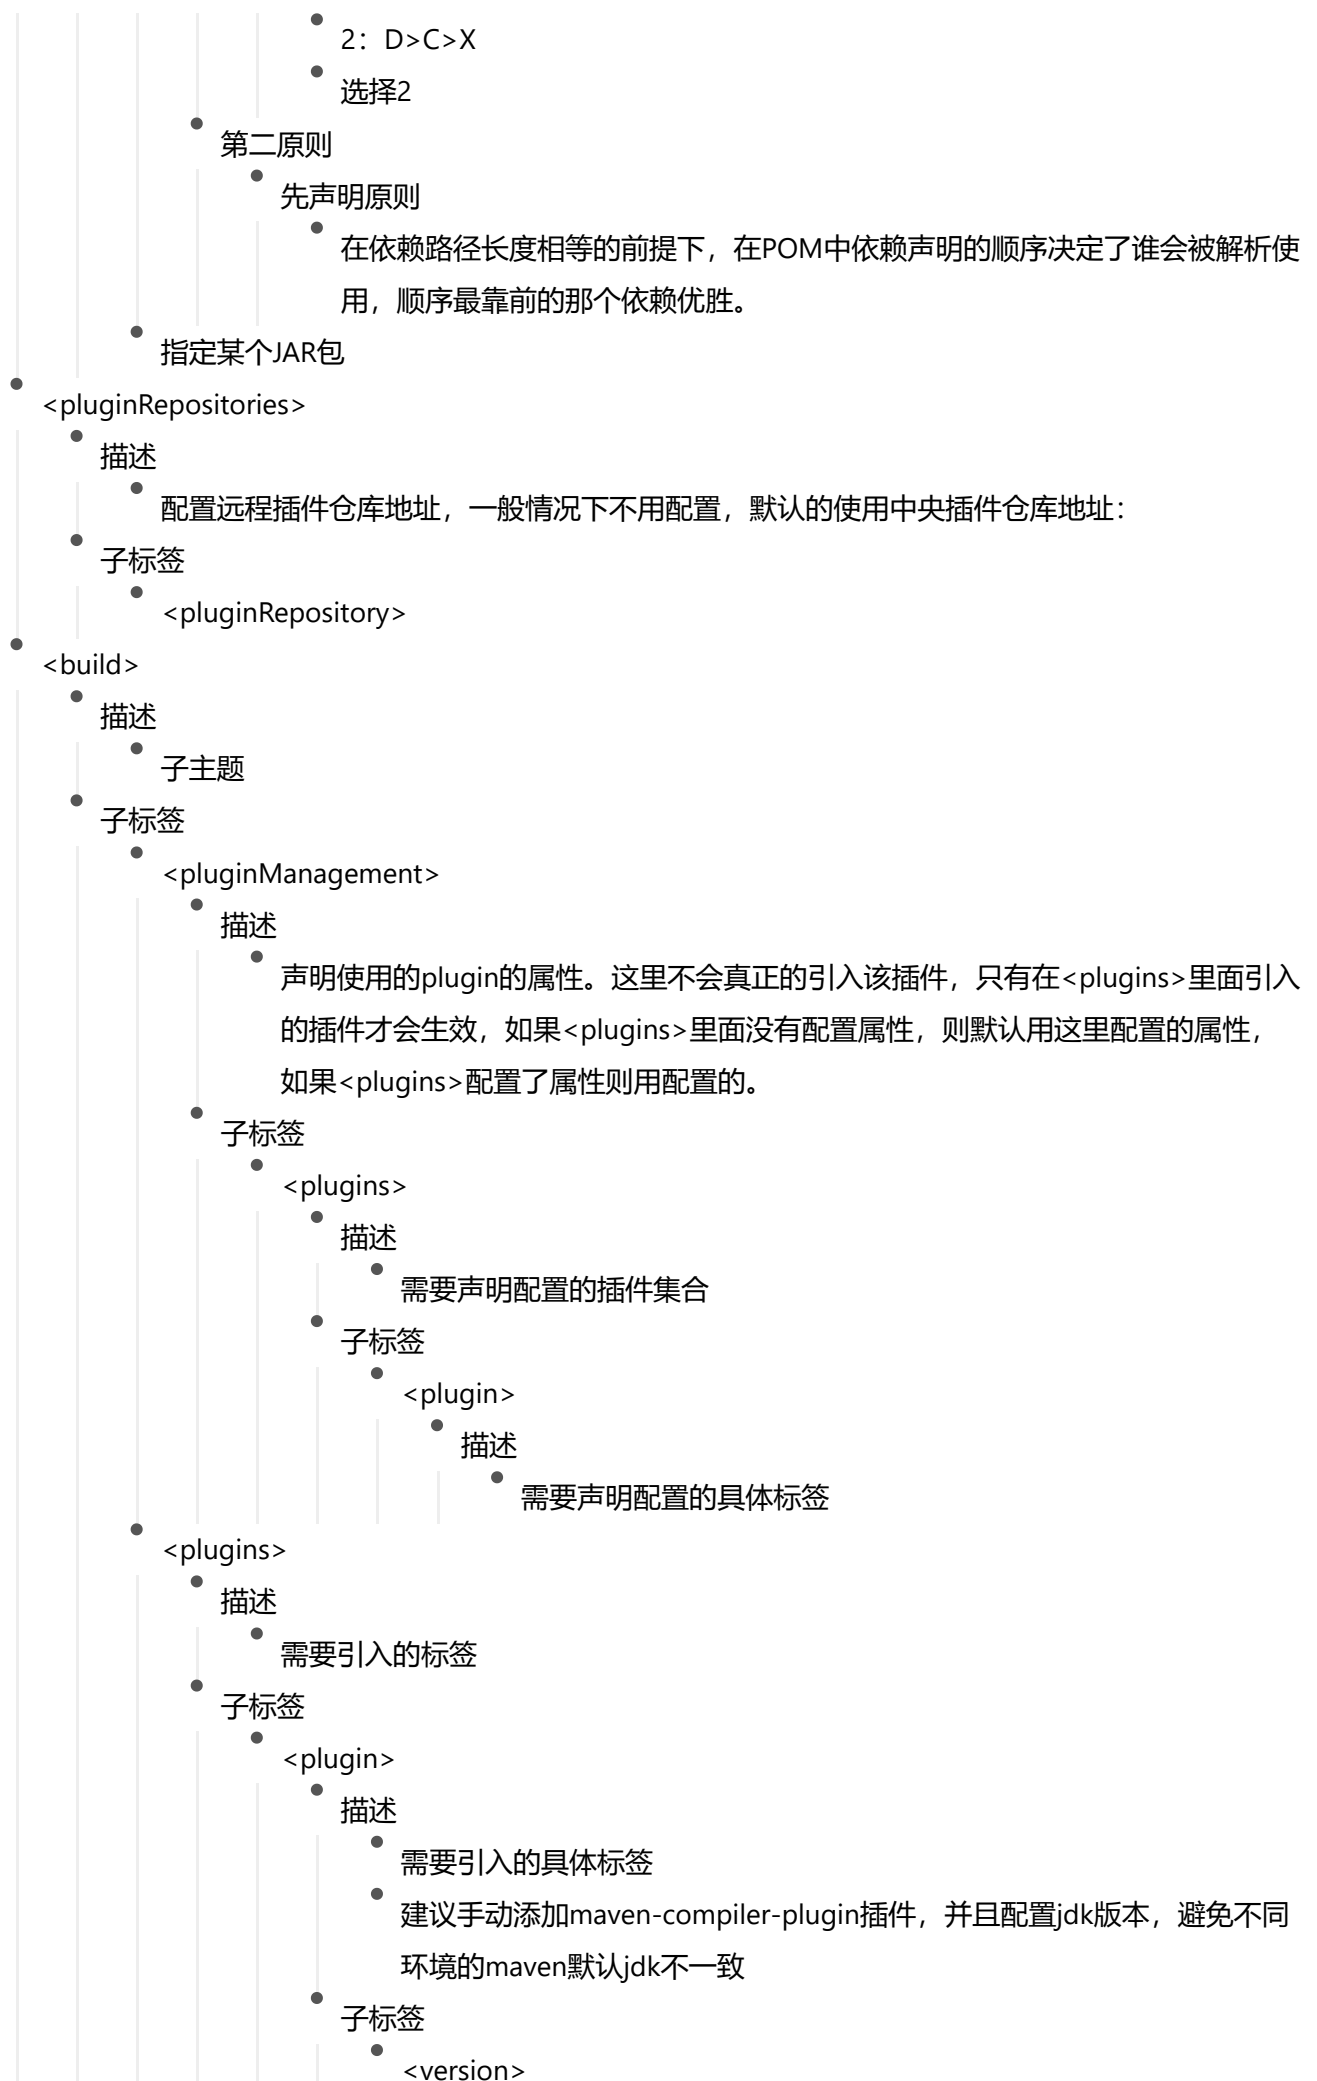 2：D>C>X
选择2
第二原则
先声明原则
在依赖路径长度相等的前提下，在POM中依赖声明的顺序决定了谁会被解析使
用，顺序最靠前的那个依赖优胜。
指定某个JAR包
<pluginRepositories>
描述
配置远程插件仓库地址，一般情况下不用配置，默认的使用中央插件仓库地址：
子标签
<pluginRepository>
<build>
描述
子主题
子标签
<pluginManagement>
描述
声明使用的plugin的属性。这里不会真正的引入该插件，只有在<plugins>里面引入
的插件才会生效，如果<plugins>里面没有配置属性，则默认用这里配置的属性，
如果<plugins>配置了属性则用配置的。
子标签
<plugins>
描述
需要声明配置的插件集合
子标签
<plugin>
描述
需要声明配置的具体标签
<plugins>
描述
需要引入的标签
子标签
<plugin>
描述
需要引入的具体标签
建议手动添加maven-compiler-plugin插件，并且配置jdk版本，避免不同
环境的maven默认jdk不一致
子标签
<version>